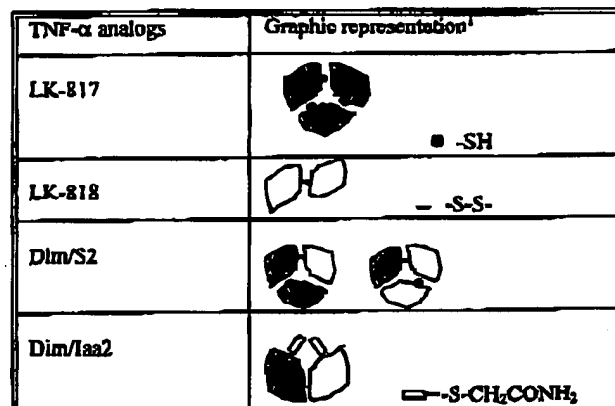 TNF-α analogs Graphic representation¹
LK-817
-SH
LK-818
-S-S-
Dim/S2
Dim/Iaa2
-S-CH₂CONH₂